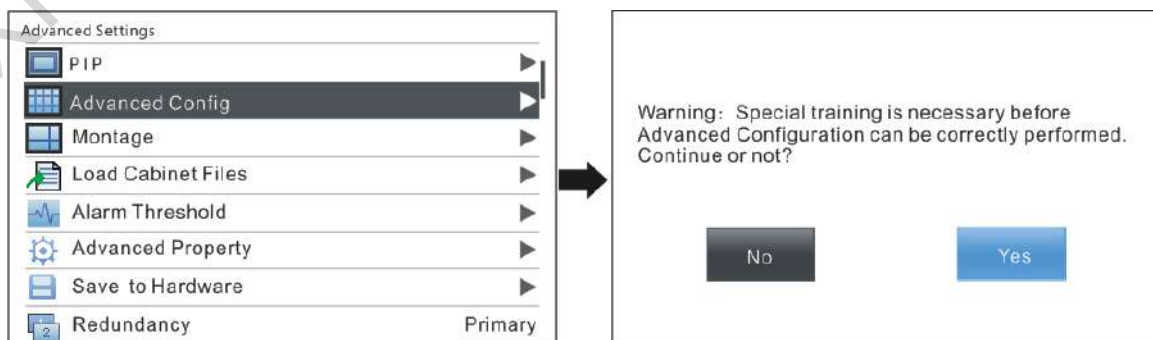 Advanced Settings
PIP
Advanced Config
Montage
Load Cabinet Files
Alarm Threshold
Advanced Property
Save to Hardware
2
Redundancy Primary
Warning: Special training is necessary before
Advanced Configuration can be correctly performed.
Continue or not?
No Yes